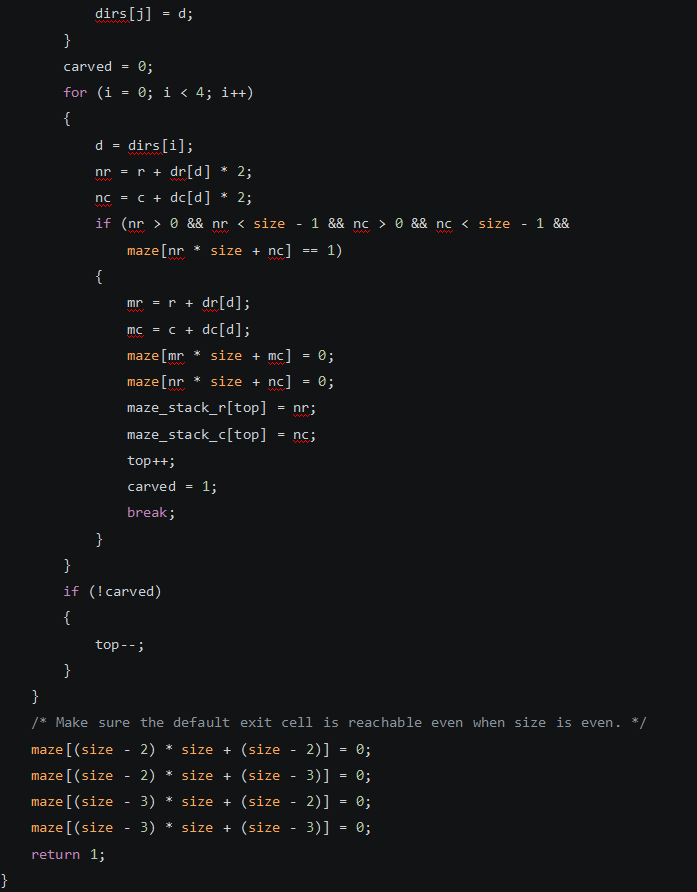 dirs[j] = d;
}
carved = 0;
for (i = 0; i < 4; i++)
{
d = dirs[i];
nr = r + dr[d] * 2;
nc = c + dc[d] * 2;
if (nr > 0 && nr < size - 1 && nc > 0 && nc < size - 1 &&
maze[nr * size + nc] == 1)
{
mr = r + dr[d];
mc = c + dc[d];
maze[mr * size + mc] = 0;
maze[nr * size + nc] = 0;
maze_stack_r[top] = nr;
maze_stack_c[top] = nc;
top++;
carved = 1;
break;
}
}
if (!carved)
{
top--;
}
}
/* Make sure the default exit cell is reachable even when size is even. */
maze[(size - 2) * size + (size - 2)] = 0;
maze[(size - 2) * size + (size - 3)] = 0;
maze[(size - 3) * size + (size - 2)] = 0;
maze[(size - 3) * size + (size - 3)] = 0;
return 1;
}